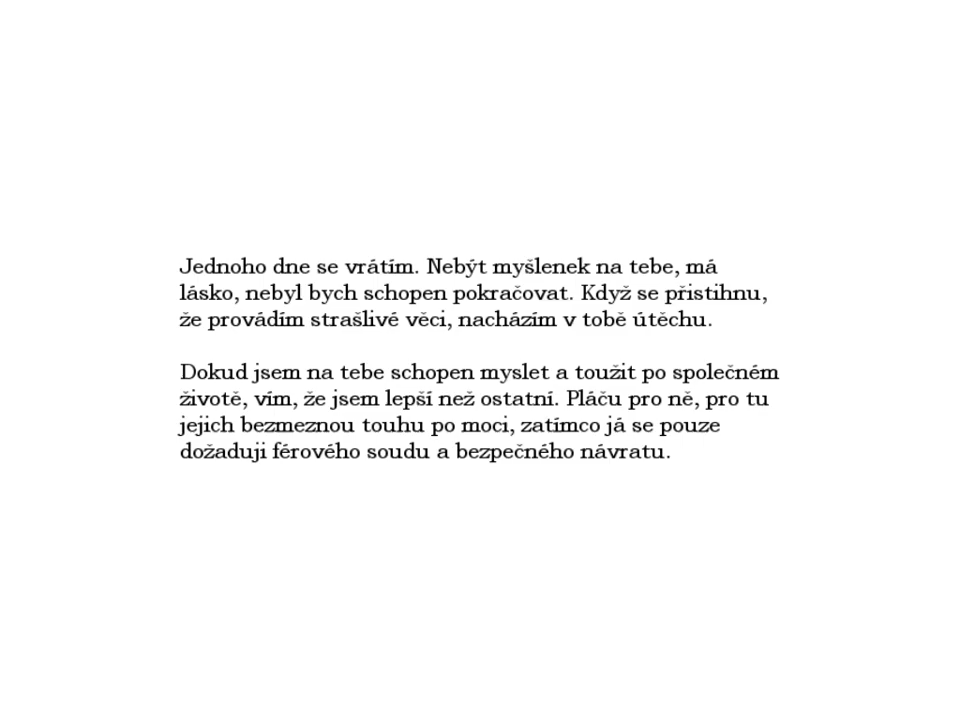 Jednoho dne se vrátím. Nebýt myšlenek na tebe, má
lásko, nebyl bych schopen pokračovat. Když se přistihnu,
že provádím strašlivé věci, nacházím v tobě útěchu.
Dokud jsem na tebe schopen myslet a toužit po společném
životě, vím, že jsem lepší než ostatní. Pláču pro ně, pro tu
jejich bezmeznou touhu po moci, zatímco já se pouze
dožaduji férového soudu a bezpečného návratu.